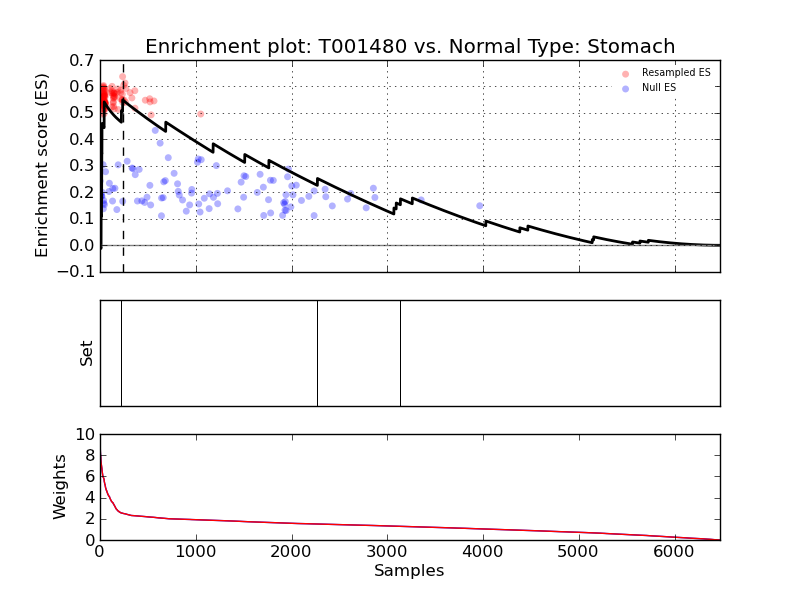 Enrichment plot: T001480 vs. Normal Type: Stomach
Enrichment score (ES)
0.7
0.6
0.5
0.4
0.3
0.2
0.1
0.0
−0.1
Resampled ES
Null ES
Set
Weights
10
8
6
4
2
0
0 1000 2000 3000 4000 5000 6000
Samples